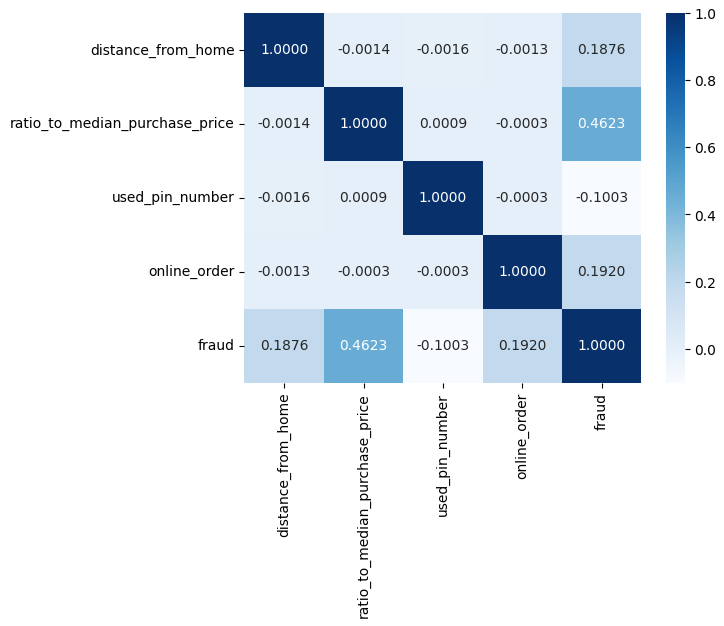 distance_from_home 1.0000 -0.0014 -0.0016 -0.0013 0.1876
ratio_to_median_purchase_price -0.0014 1.0000 0.0009 -0.0003 0.4623
used_pin_number -0.0016 0.0009 1.0000 -0.0003 -0.1003
online_order -0.0013 -0.0003 -0.0003 1.0000 0.1920
fraud 0.1876 0.4623 -0.1003 0.1920 1.0000
distance_from_home
ratio_to_median_purchase_price
used_pin_number
online_order
fraud
1.0
0.8
0.6
0.4
0.2
0.0